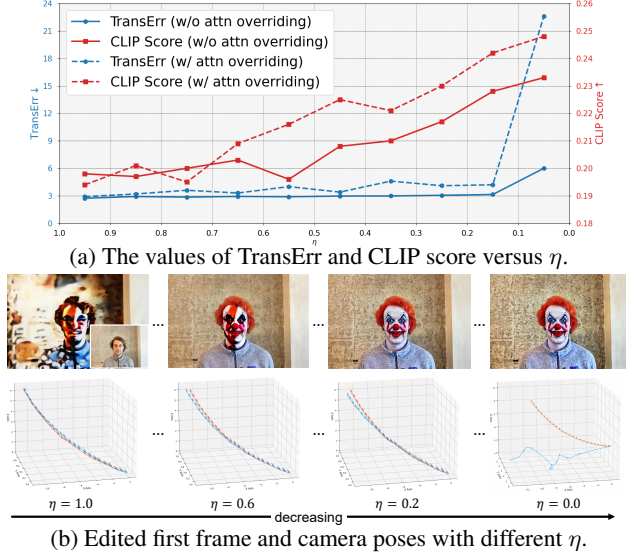 24
21
18
15
12
9
6
3
0
TransErr ↓
TransErr (w/o attn overriding)
CLIP Score (w/o attn overriding)
TransErr (w/ attn overriding)
CLIP Score (w/ attn overriding)
0.26
0.25
0.24
0.23
0.22
0.21
0.20
0.19
0.18
CLIP Score ↑
1.0 0.9 0.8 0.7 0.6 0.5 0.4 0.3 0.2 0.1 0.0
η
(a) The values of TransErr and CLIP score versus η.
... ... ...
... ... ...
η = 1.0 η = 0.6 η = 0.2 η = 0.0
decreasing
(b) Edited first frame and camera poses with different η.